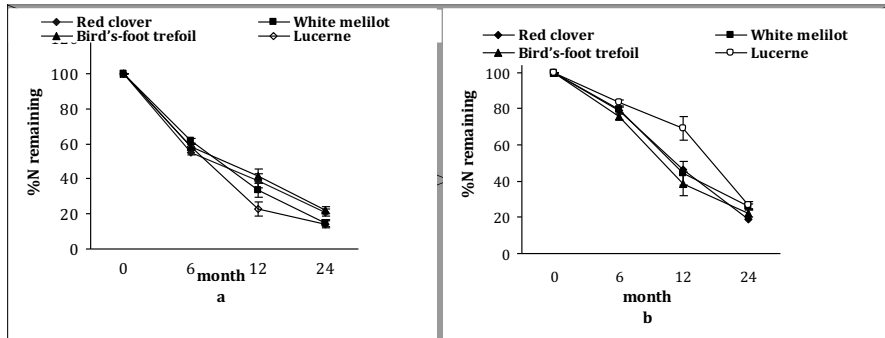 Red clover White melilot
Bird's-foot trefoil Lucerne
120
100
80
60
40
20
0
%N remaining
0 6 12 24
month
a
Red clover White melilot
Bird's-foot trefoil Lucerne
100
80
60
40
20
0
%N remaining
0 6 12 24
month
b